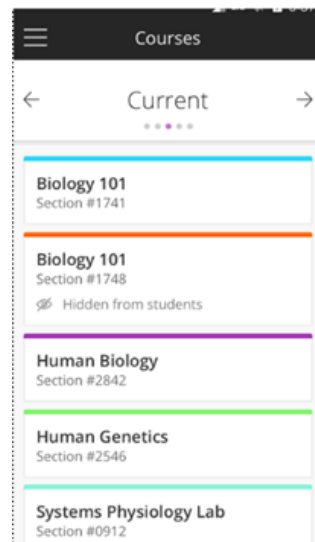 Courses
Current
Biology 101
Section #1741
Biology 101
Section #1748
Hidden from students
Human Biology
Section #2842
Human Genetics
Section #2546
Systems Physiology Lab
Section #0912